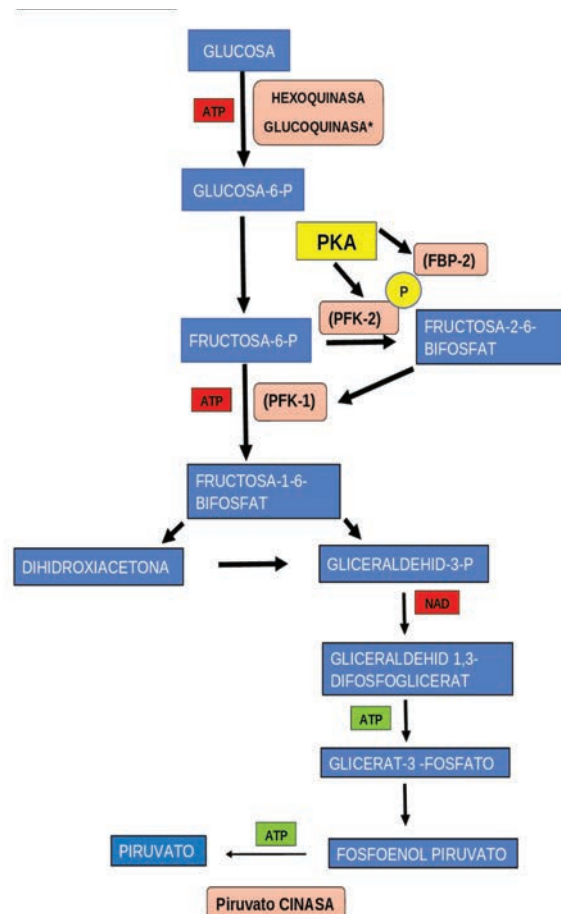 GLUCOSA
ATP
HEXOQUINASA
GLUCOQUINASA*
GLUCOSA-6-P
PKA
(FBP-2)
P
(PFK-2)
FRUCTOSA-6-P
FRUCTOSA-2-6-
BIFOSFAT
ATP
(PFK-1)
FRUCTOSA-1-6-
BIFOSFAT
DIHIDROXIACETONA
GLICERALDEHID-3-P
NAD
GLICERALDEHID 1,3-
DIFOSFOGLICERAT
ATP
GLICERAT-3 -FOSFATO
ATP
PIRUVATO
FOSFOENOL PIRUVATO
Piruvato CINASA